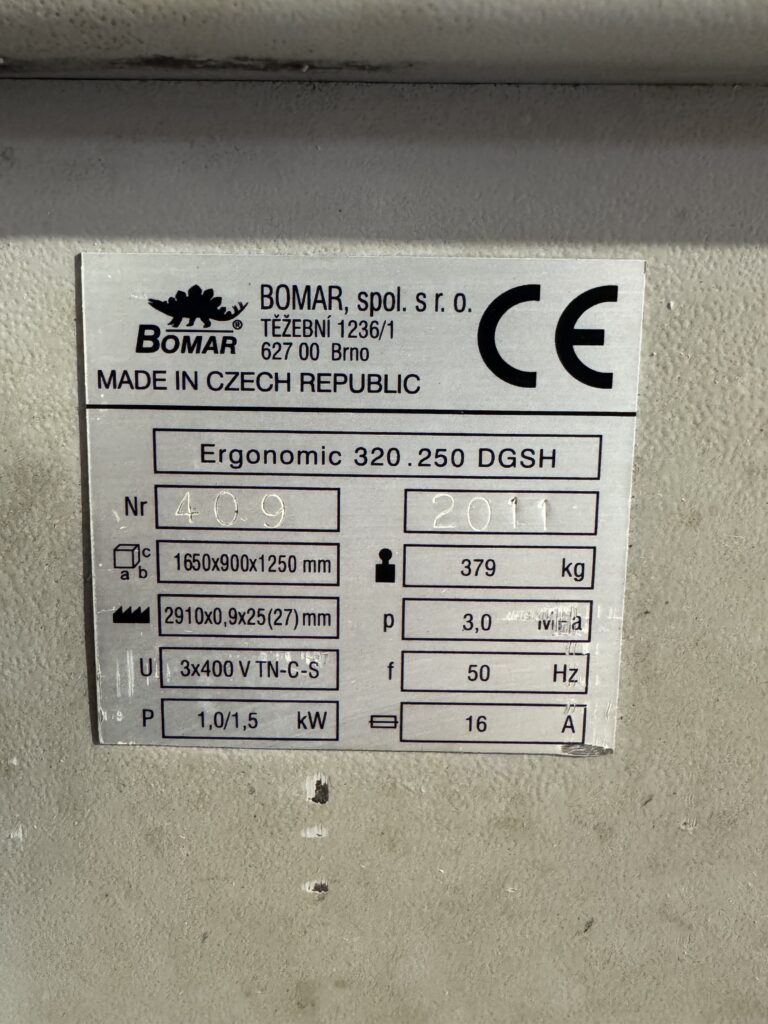 BOMAR®
BOMAR, spol. s r. o.
TĚŽEBNÍ 1236/1
627 00 Brno
CE
MADE IN CZECH REPUBLIC
Ergonomic 320.250 DGSH
Nr 409 2011
a b c 1650x900x1250 mm 379 kg
2910x0,9x25(27) mm p 3,0 MPa
U 3x400 V TN-C-S f 50 Hz
P 1,0/1,5 kW 16 A